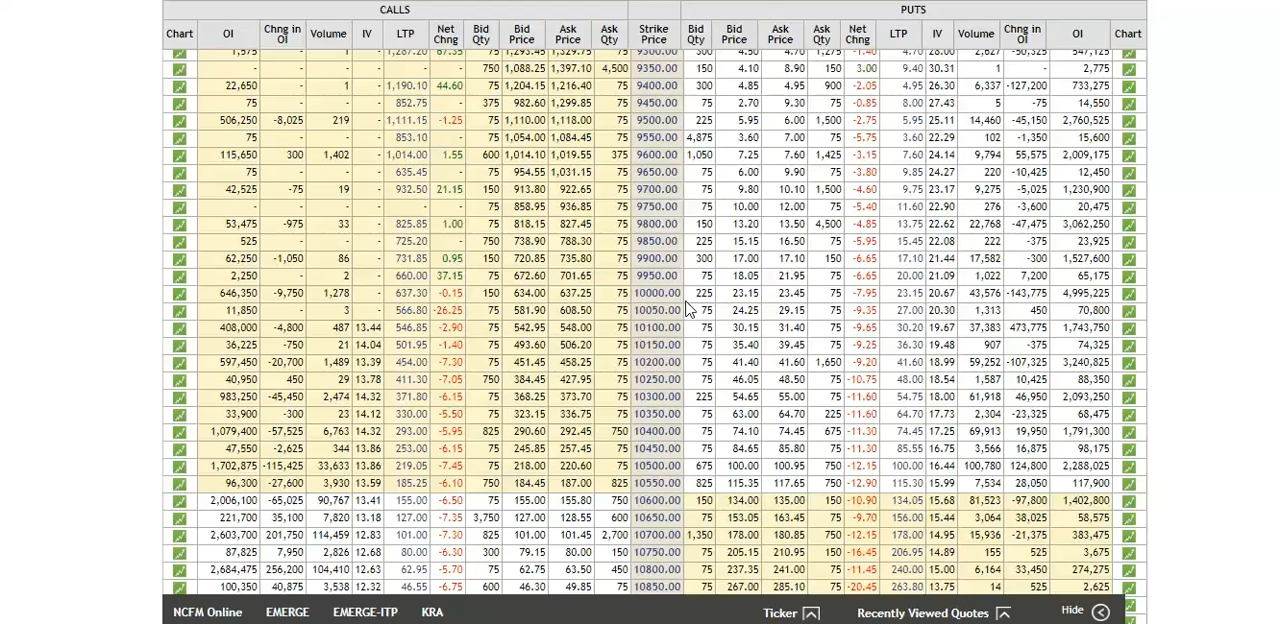 CALLS PUTS
Chart OI Chng in OI Volume IV LTP Net Chng Bid Qty Bid Price Ask Price Ask Qty Strike Price Bid Qty Bid Price Ask Price Ask Qty Net Chng LTP IV Volume Chng in OI OI Chart
1,575 1 - 1,287.20 67.35 75 1,293.45 1,329.75 75 9300.00 300 4.50 4.70 1,275 -1.40 4.70 28.00 2,627 -50,325 547,125
- - - - - - 750 1,088.25 1,397.10 4,500 9350.00 150 4.10 8.90 150 3.00 9.40 30.31 1 - 2,775
22,650 - 1 - 1,190.10 44.60 75 1,204.15 1,216.40 75 9400.00 300 4.85 4.95 900 -2.05 4.95 26.30 6,337 -127,200 733,275
75 - - - 852.75 - 375 982.60 1,299.85 75 9450.00 75 2.70 9.30 75 -0.85 8.00 27.43 5 -75 14,550
506,250 -8,025 219 - 1,111.15 -1.25 75 1,110.00 1,118.00 75 9500.00 225 5.95 6.00 1,500 -2.75 5.95 25.11 14,460 -45,150 2,760,525
75 - - - 853.10 - 75 1,054.00 1,084.45 75 9550.00 4,875 3.60 7.00 75 -5.75 3.60 22.29 102 -1,350 15,600
115,650 300 1,402 - 1,014.00 1.55 600 1,014.10 1,019.55 375 9600.00 1,050 7.25 7.60 1,425 -3.15 7.60 24.14 9,794 55,575 2,009,175
75 - - - 635.45 - 75 954.55 1,031.15 75 9650.00 75 6.00 9.90 75 -3.80 9.85 24.27 220 -10,425 12,450
42,525 -75 19 - 932.50 21.15 150 913.80 922.65 75 9700.00 75 9.80 10.10 1,500 -4.60 9.75 23.17 9,275 -5,025 1,230,900
- - - - - - 75 858.95 936.85 75 9750.00 75 10.00 12.00 75 -5.40 11.60 22.90 276 -3,600 20,475
53,475 -975 33 - 825.85 1.00 75 818.15 827.45 75 9800.00 150 13.20 13.50 4,500 -4.85 13.75 22.62 22,768 -47,475 3,062,250
525 - - - 725.20 - 750 738.90 788.30 75 9850.00 225 15.15 16.50 75 -5.95 15.45 22.08 222 -375 23,925
62,250 -1,050 86 - 731.85 0.95 75 720.85 735.80 75 9900.00 300 17.00 17.10 150 -6.65 17.10 21.44 17,582 -300 1,527,600
2,250 - 2 - 660.00 37.15 75 672.60 701.65 75 9950.00 75 18.05 21.95 75 -6.65 20.00 21.09 1,022 7,200 65,175
646,350 -9,750 1,278 - 637.30 -0.15 150 634.00 637.25 75 10000.00 225 23.15 23.45 75 -7.95 23.15 20.67 43,576 -143,775 4,995,225
11,850 - 3 - 566.80 -26.25 75 581.90 608.50 75 10050.00 75 24.25 29.15 75 -9.35 27.00 20.30 1,313 450 70,800
408,000 -4,800 487 13.44 546.85 -2.90 75 542.95 548.00 75 10100.00 75 30.15 31.40 75 -9.65 30.20 19.67 37,383 473,775 1,743,750
36,225 -750 21 14.04 501.95 -1.40 75 493.60 506.20 75 10150.00 75 35.40 39.45 75 -9.25 36.30 19.48 907 -375 74,325
597,450 -20,700 1,489 13.39 454.00 -7.30 75 451.45 458.25 75 10200.00 75 41.40 41.60 1,650 -9.20 41.60 18.99 59,252 -107,325 3,240,825
40,950 450 29 13.78 411.30 -7.05 750 384.45 427.95 75 10250.00 75 46.05 48.50 75 -10.75 48.00 18.54 1,587 10,425 88,350
983,250 -45,450 2,474 14.32 371.80 -6.15 75 368.25 373.70 75 10300.00 225 54.65 55.00 75 -11.60 54.75 18.00 61,918 46,950 2,093,250
33,900 -300 23 14.12 330.00 -5.50 75 323.15 336.75 75 10350.00 75 63.00 64.70 225 -11.60 64.70 17.73 2,304 -23,325 68,475
1,079,400 -57,525 6,763 14.32 293.00 -5.95 825 290.60 292.45 750 10400.00 75 74.10 74.45 675 -11.30 74.45 17.25 69,913 19,950 1,791,300
47,550 -2,625 344 13.86 253.00 -6.15 75 245.85 257.45 75 10450.00 75 84.65 85.80 75 -11.30 85.55 16.75 3,566 16,875 98,175
1,702,875 -115,425 33,633 13.86 219.05 -7.45 75 218.00 220.60 75 10500.00 675 100.00 100.95 750 -12.15 100.00 16.44 100,780 124,800 2,288,025
96,300 -27,600 3,930 13.59 185.25 -6.10 75 184.45 187.00 825 10550.00 825 115.35 117.65 750 -12.90 115.30 15.99 7,534 28,050 117,900
2,006,100 -65,025 90,767 13.41 155.00 -6.50 75 155.00 155.80 750 10600.00 150 134.00 135.00 150 -10.90 134.05 15.68 81,523 -97,800 1,402,800
221,700 35,100 7,820 13.18 127.00 -7.35 3,750 127.00 128.55 600 10650.00 75 153.05 163.45 75 -9.70 156.00 15.44 3,064 38,025 58,575
2,603,700 201,750 114,459 12.83 101.00 -7.30 825 101.00 101.45 2,700 10700.00 1,350 178.00 180.85 750 -12.15 178.00 14.95 15,936 -21,375 383,475
87,825 7,950 2,826 12.68 80.00 -6.30 300 79.15 80.00 150 10750.00 75 205.15 210.95 150 -16.45 206.95 14.89 155 525 3,675
2,684,475 256,200 104,410 12.63 62.95 -5.70 75 62.75 63.50 450 10800.00 75 237.35 241.00 75 -11.45 240.00 15.00 6,164 33,450 274,275
100,350 40,875 3,538 12.32 46.55 -6.75 600 46.30 49.85 75 10850.00 75 267.00 285.10 75 -20.45 263.80 13.75 14 525 2,625
NCFM Online EMERGE EMERGE-ITP KRA Ticker Recently Viewed Quotes Hide